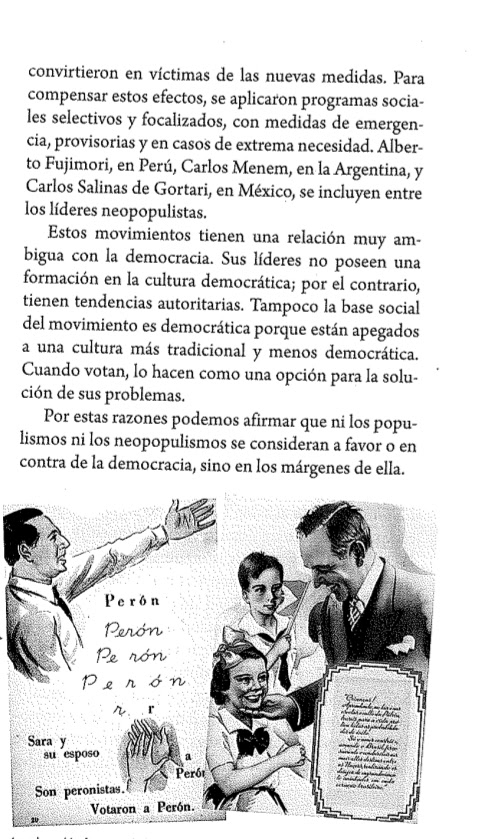 convirtieron en víctimas de las nuevas medidas. Para
compensar estos efectos, se aplicaron programas socia-
les selectivos y focalizados, con medidas de emergen-
cia, provisorias y en casos de extrema necesidad. Alber-
to Fujimori, en Perú, Carlos Menem, en la Argentina, y
Carlos Salinas de Gortari, en México, se incluyen entre
los líderes neopopulistas.
Estos movimientos tienen una relación muy am-
bigua con la democracia. Sus líderes no poseen una
formación en la cultura democrática; por el contrario,
tienen tendencias autoritarias. Tampoco la base social
del movimiento es democrática porque están apegados
a una cultura más tradicional y menos democrática.
Cuando votan, lo hacen como una opción para la solu-
ción de sus problemas.
Por estas razones podemos afirmar que ni los popu-
lismos ni los neopopulismos se consideran a favor o en
contra de la democracia, sino en los márgenes de ella.
Perón
Perón
Pe rón
P e r ó n
r r
Sara y
su esposo
a
Perón
Son peronistas.
Votaron a Perón.
20